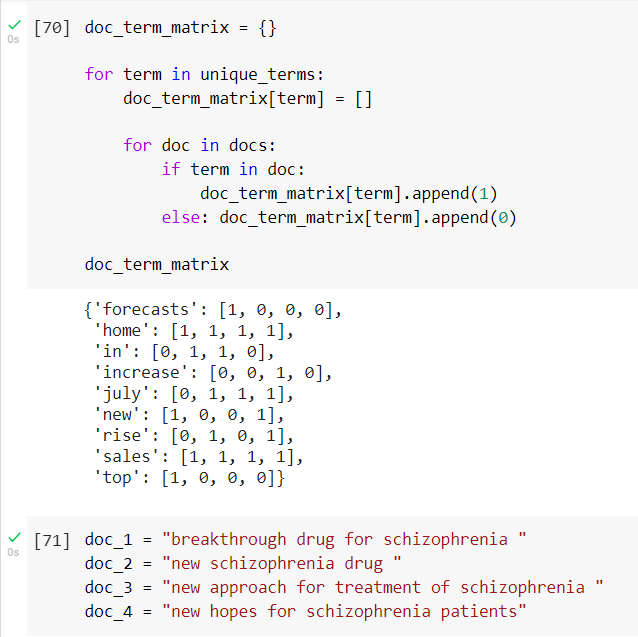 [70] doc_term_matrix = {}
0s
for term in unique_terms:
doc_term_matrix[term] = []
for doc in docs:
if term in doc:
doc_term_matrix[term].append(1)
else: doc_term_matrix[term].append(0)
doc_term_matrix
{'forecasts': [1, 0, 0, 0],
'home': [1, 1, 1, 1],
'in': [0, 1, 1, 0],
'increase': [0, 0, 1, 0],
'july': [0, 1, 1, 1],
'new': [1, 0, 0, 1],
'rise': [0, 1, 0, 1],
'sales': [1, 1, 1, 1],
'top': [1, 0, 0, 0]}
[71] doc_1 = "breakthrough drug for schizophrenia "
0s
doc_2 = "new schizophrenia drug "
doc_3 = "new approach for treatment of schizophrenia "
doc_4 = "new hopes for schizophrenia patients"